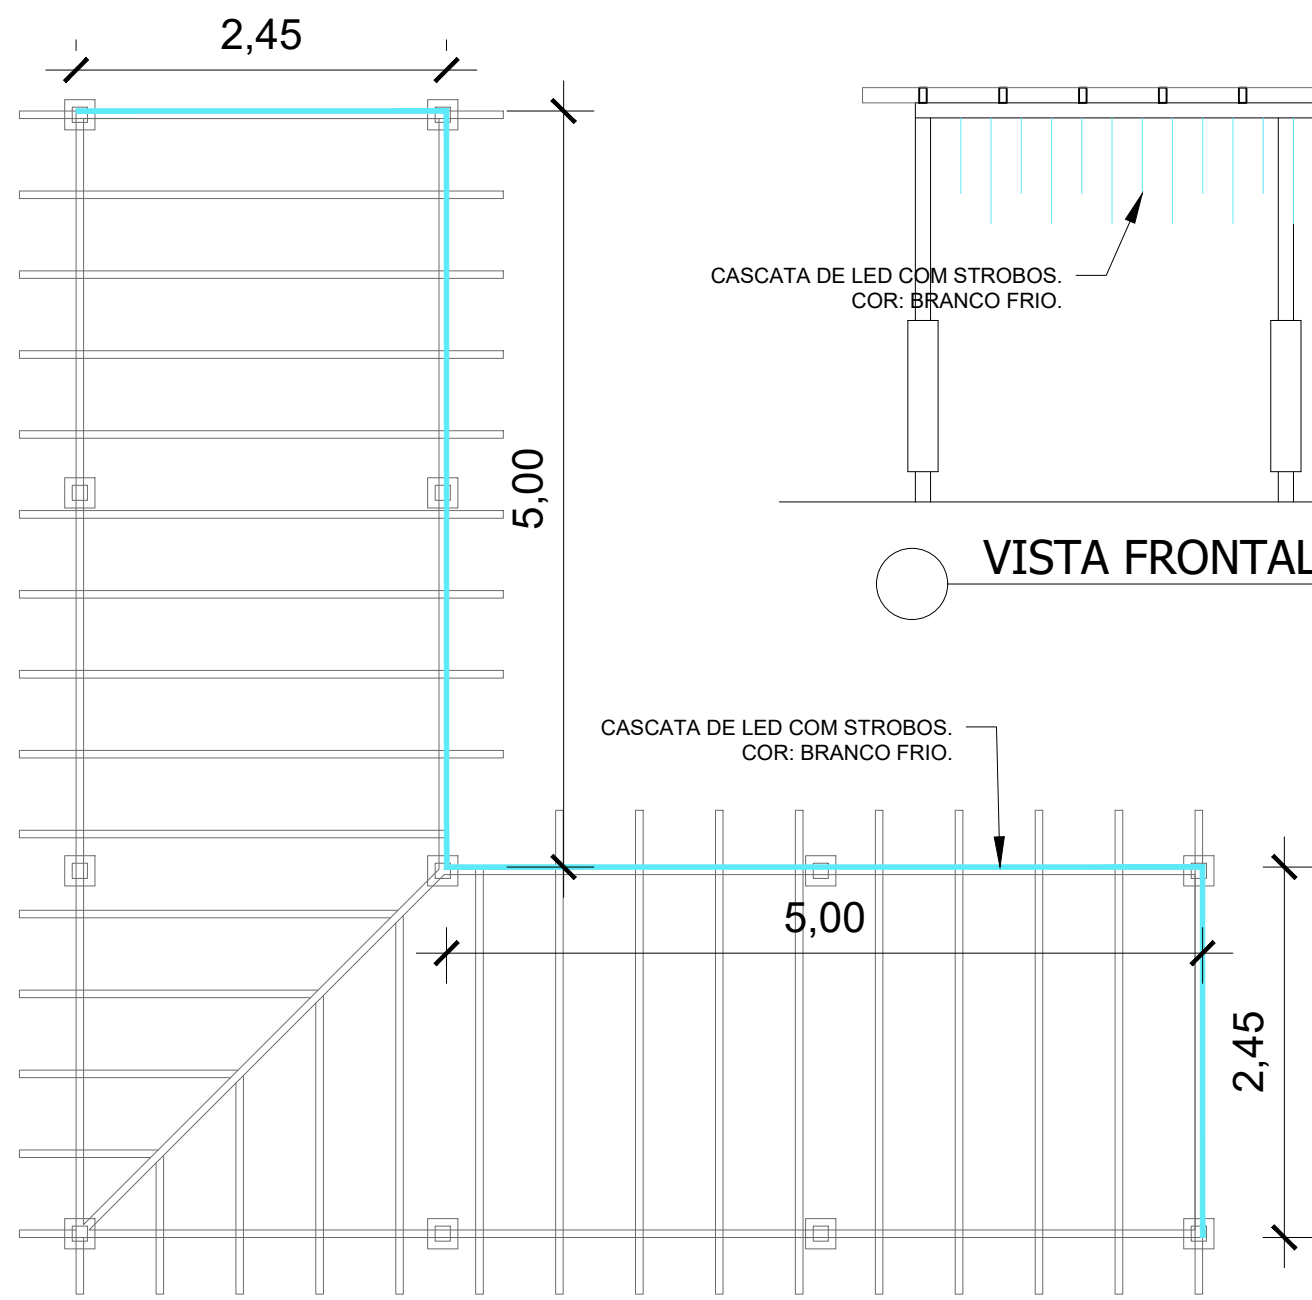 2,45
CASCATA DE LED COM STROBOS.
COR: BRANCO FRIO.
5,00
VISTA FRONTAL
CASCATA DE LED COM STROBOS.
COR: BRANCO FRIO.
5,00
2,45